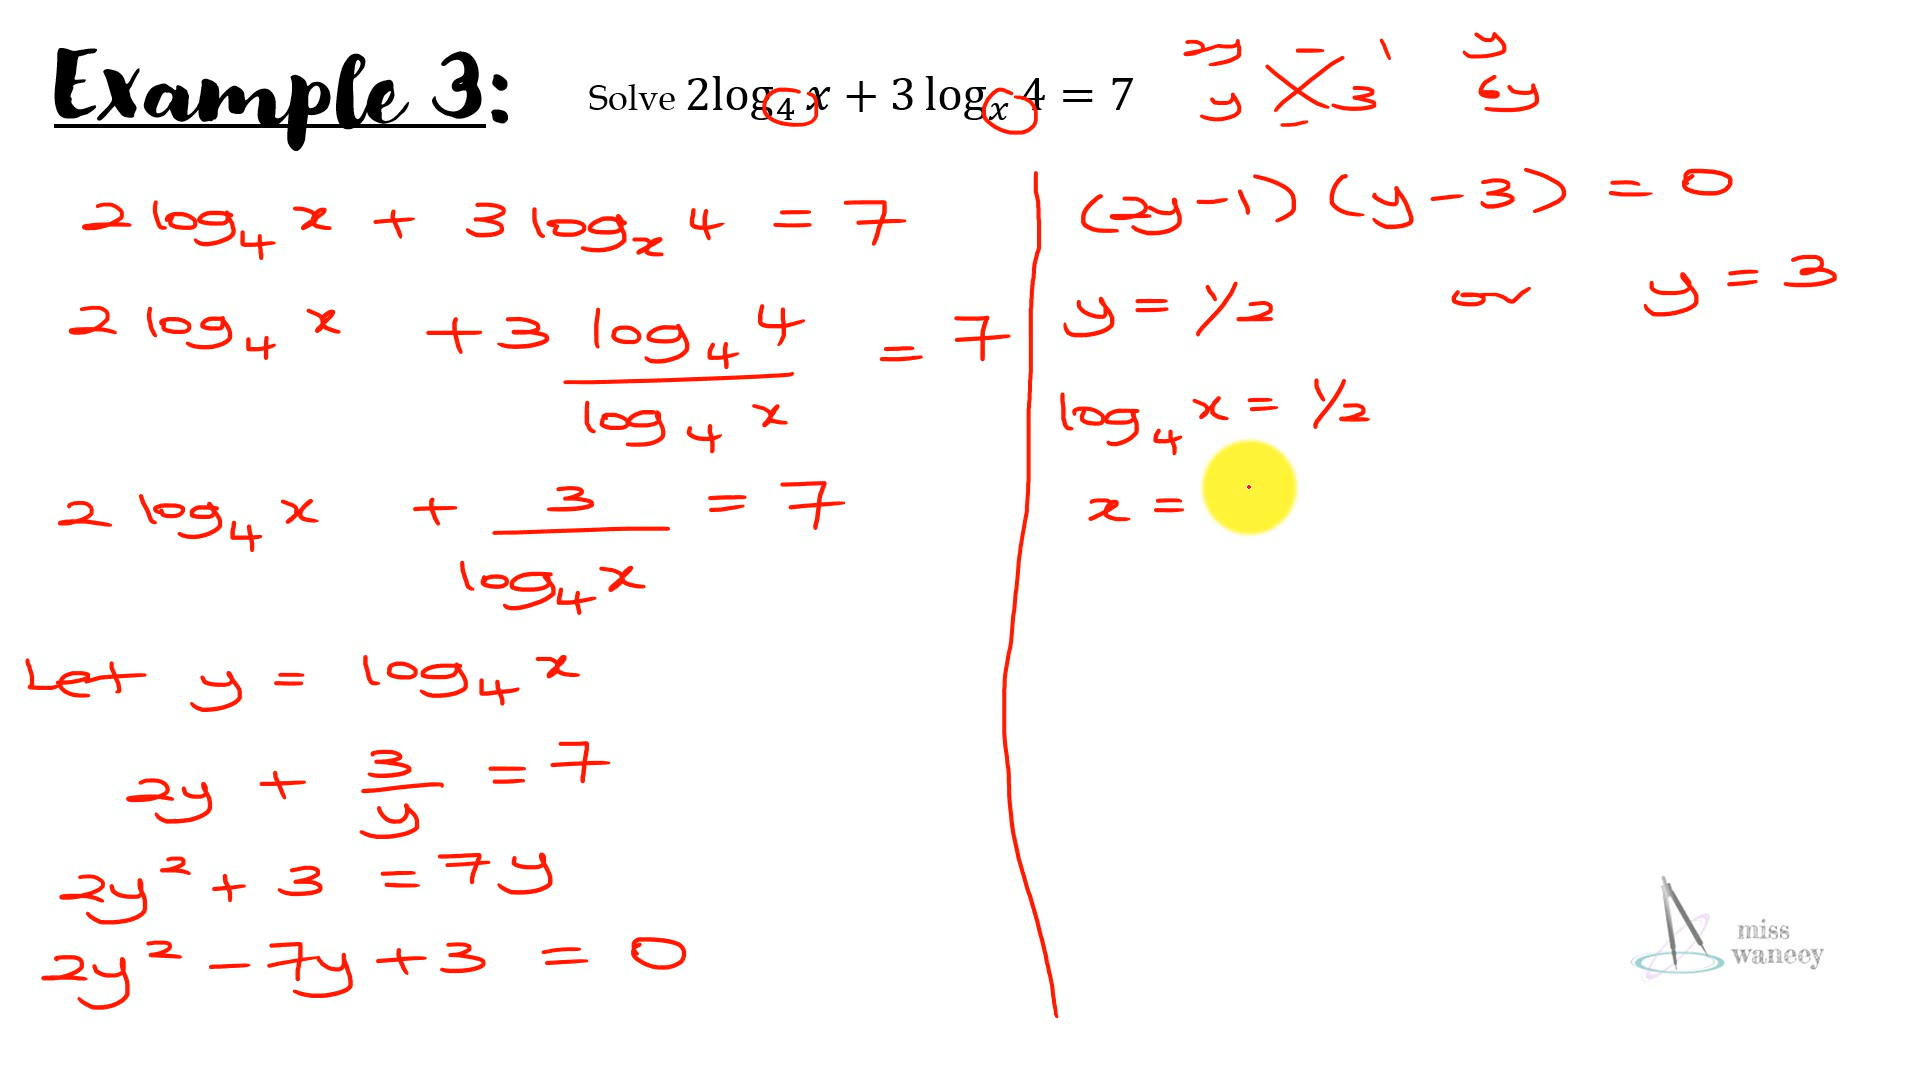 Example 3:
Solve 2log₄ x + 3 logₓ 4 = 7
2y − 1 y
y − 3 6y
2 log₄ x + 3 logₓ 4 = 7
2 log₄ x + 3 log₄ 4 / log₄ x = 7
2 log₄ x + 3 / log₄ x = 7
Let y = log₄ x
2y + 3/y = 7
2y² + 3 = 7y
2y² − 7y + 3 = 0
(2y − 1) (y − 3) = 0
y = 1/2 or y = 3
log₄ x = 1/2
x =
miss
waneey